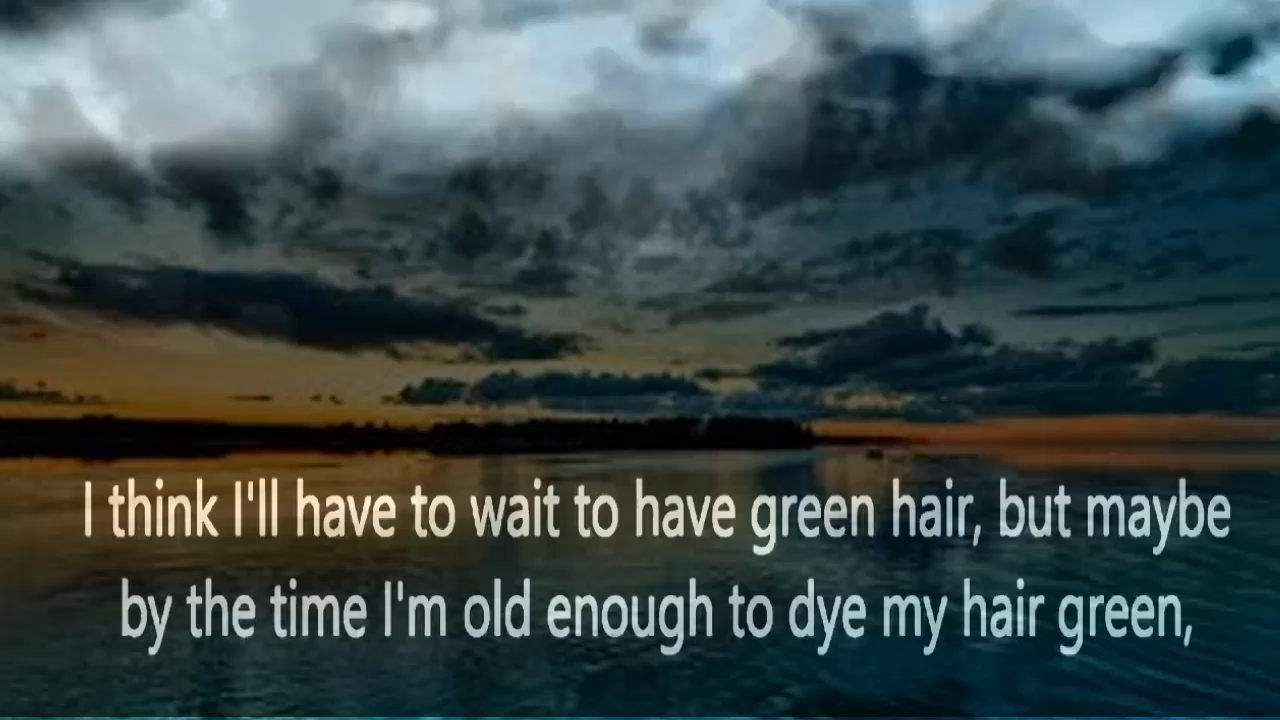 I think I'll have to wait to have green hair, but maybe
by the time I'm old enough to dye my hair green,